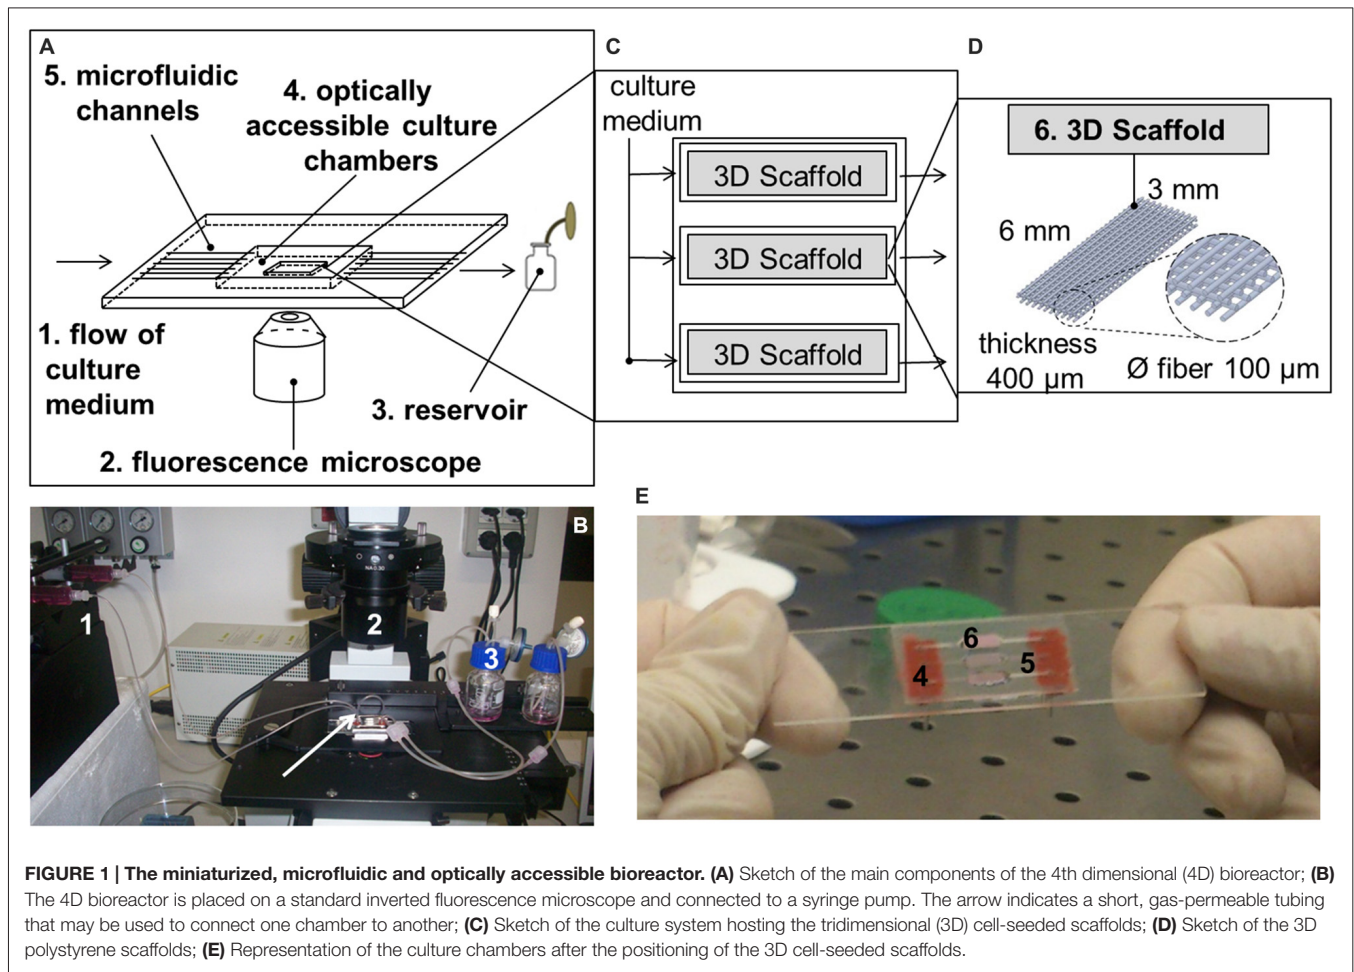 A
5. microfluidic
channels
4. optically
accessible culture
chambers
1. flow of
culture
medium
3. reservoir
2. fluorescence microscope
C
culture
medium
3D Scaffold
3D Scaffold
3D Scaffold
D
6. 3D Scaffold
3 mm
6 mm
thickness
400 µm
Ø fiber 100 µm
B
1
2
3
NA 0.30
E
6
4
5
FIGURE 1 | The miniaturized, microfluidic and optically accessible bioreactor. (A) Sketch of the main components of the 4th dimensional (4D) bioreactor; (B)
The 4D bioreactor is placed on a standard inverted fluorescence microscope and connected to a syringe pump. The arrow indicates a short, gas-permeable tubing
that may be used to connect one chamber to another; (C) Sketch of the culture system hosting the tridimensional (3D) cell-seeded scaffolds; (D) Sketch of the 3D
polystyrene scaffolds; (E) Representation of the culture chambers after the positioning of the 3D cell-seeded scaffolds.